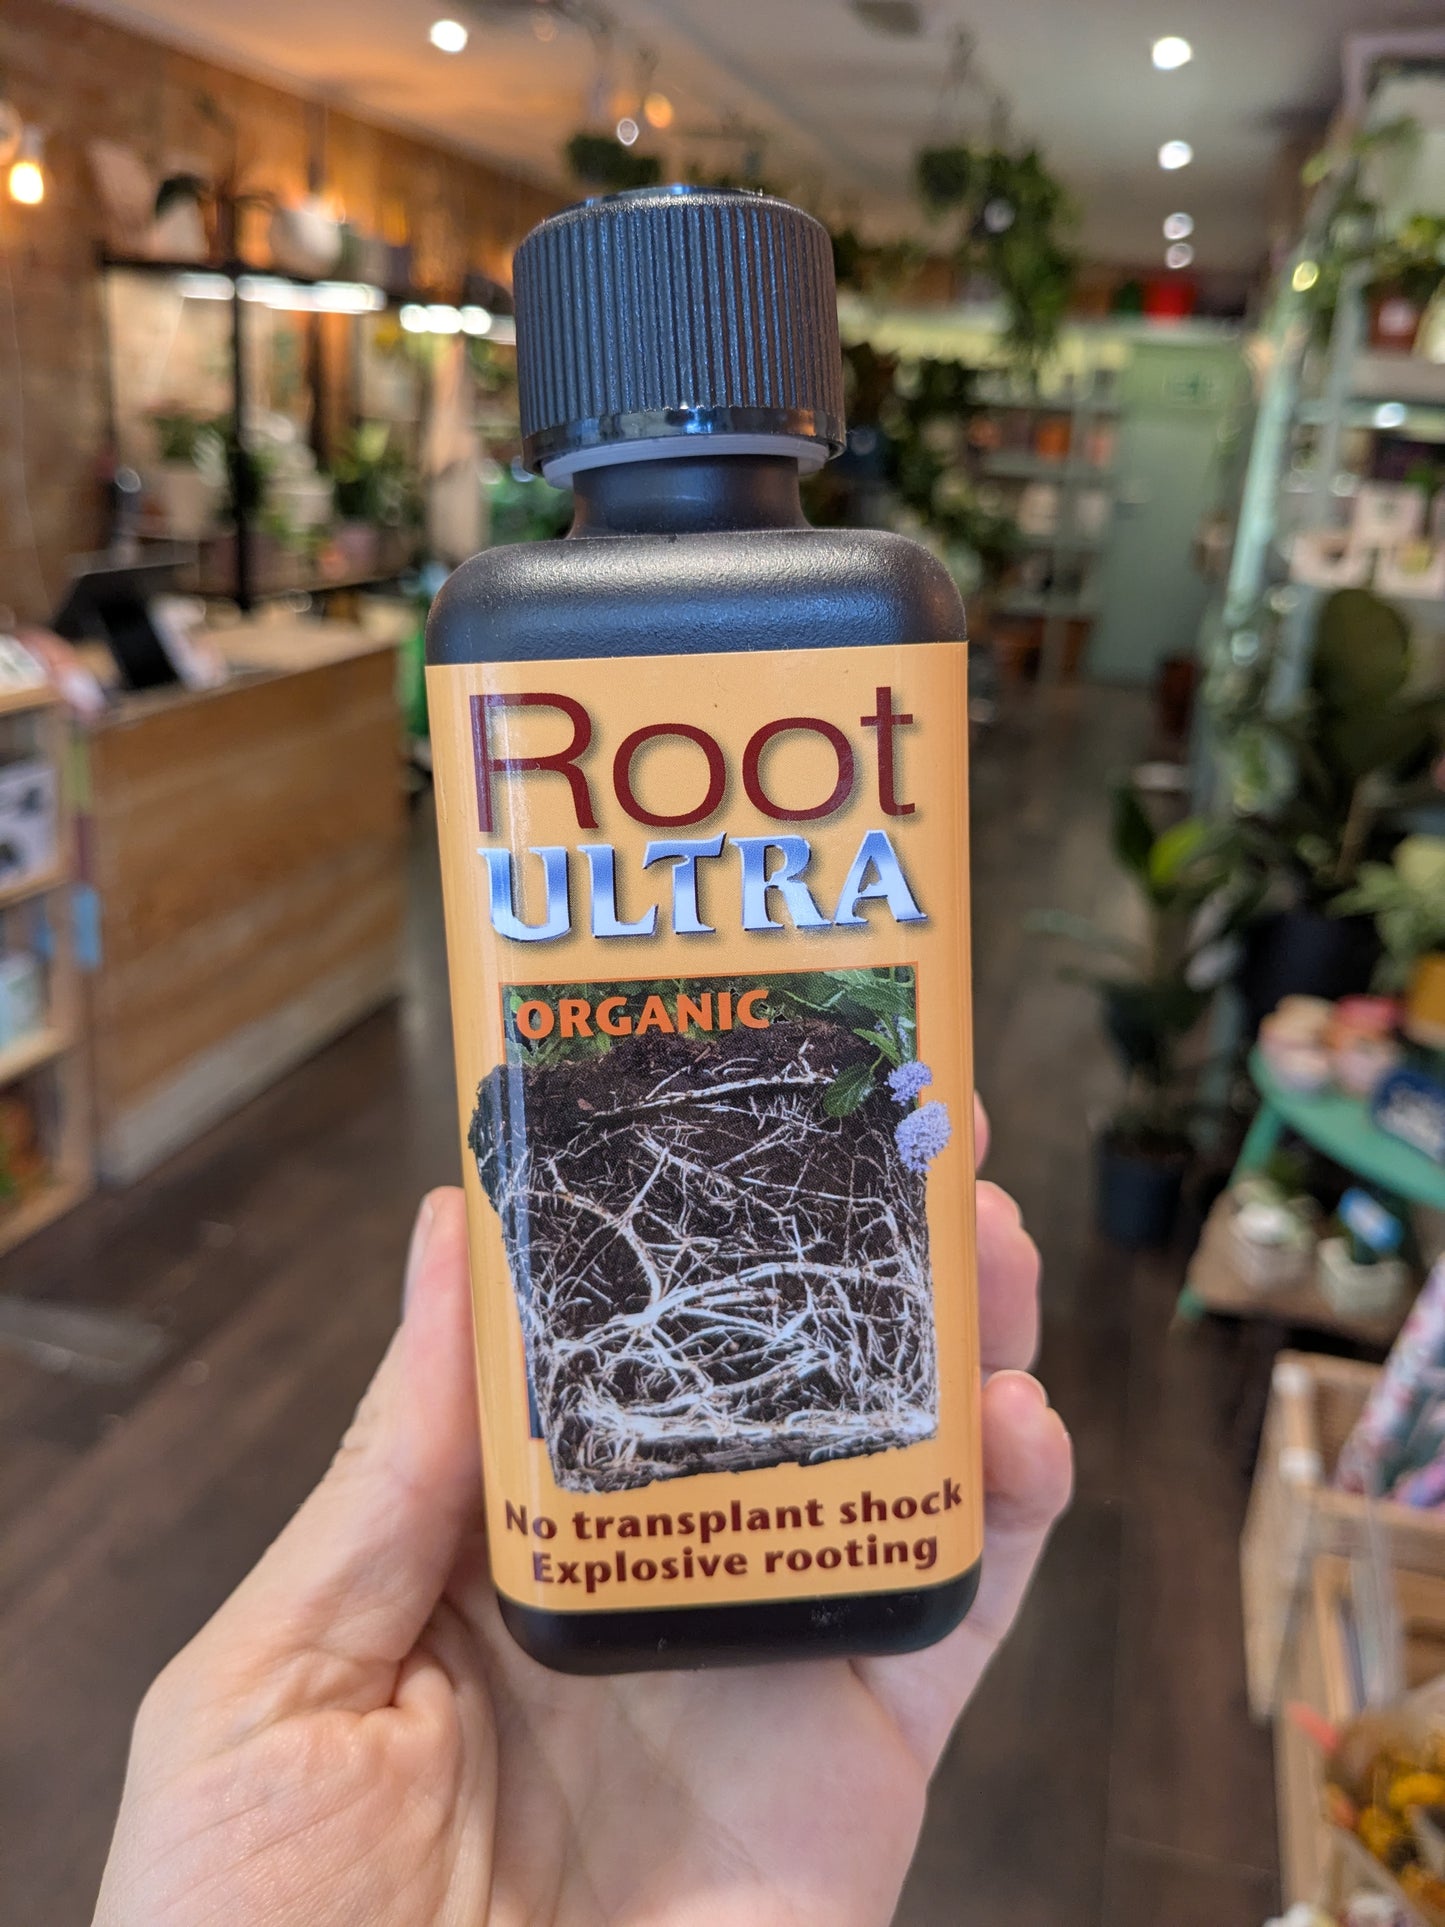 Root
ULTRA
ORGANIC
No transplant shock
Explosive rooting